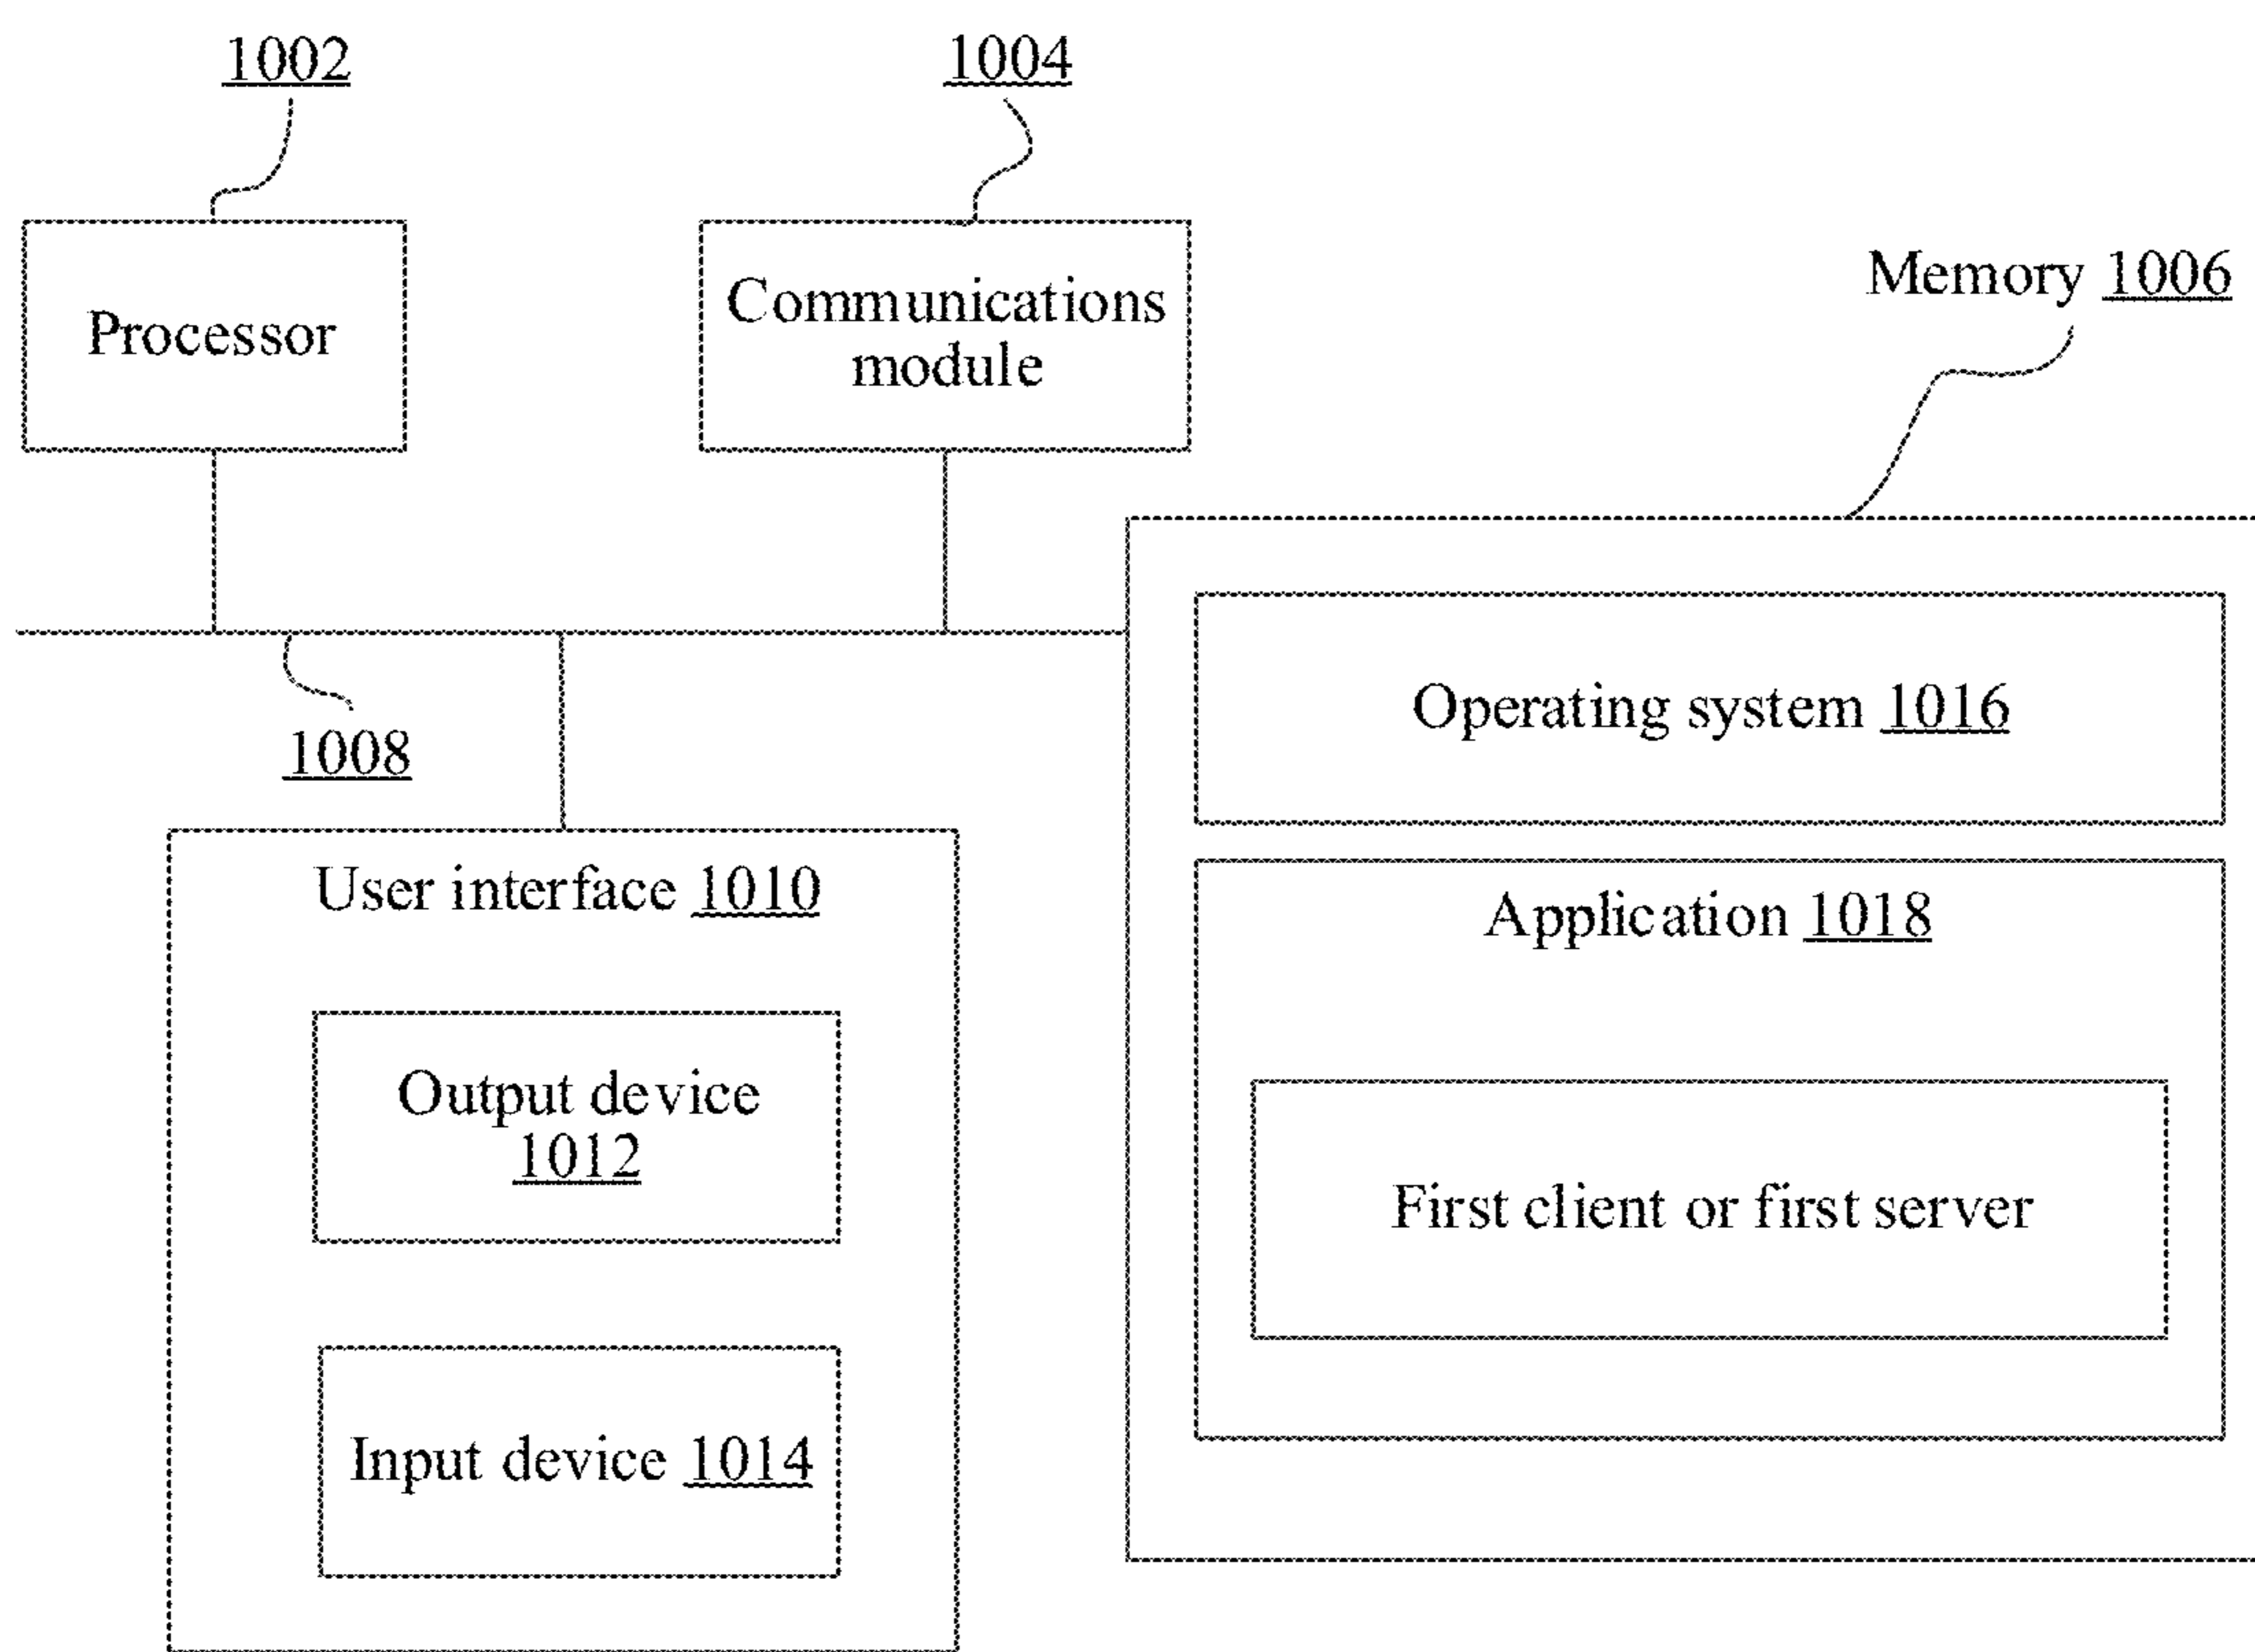 1002
1004
Processor
Communications
module
Memory 1006
Operating system 1016
1008
User interface 1010
Application 1018
Output device
1012
First client or first server
Input device 1014